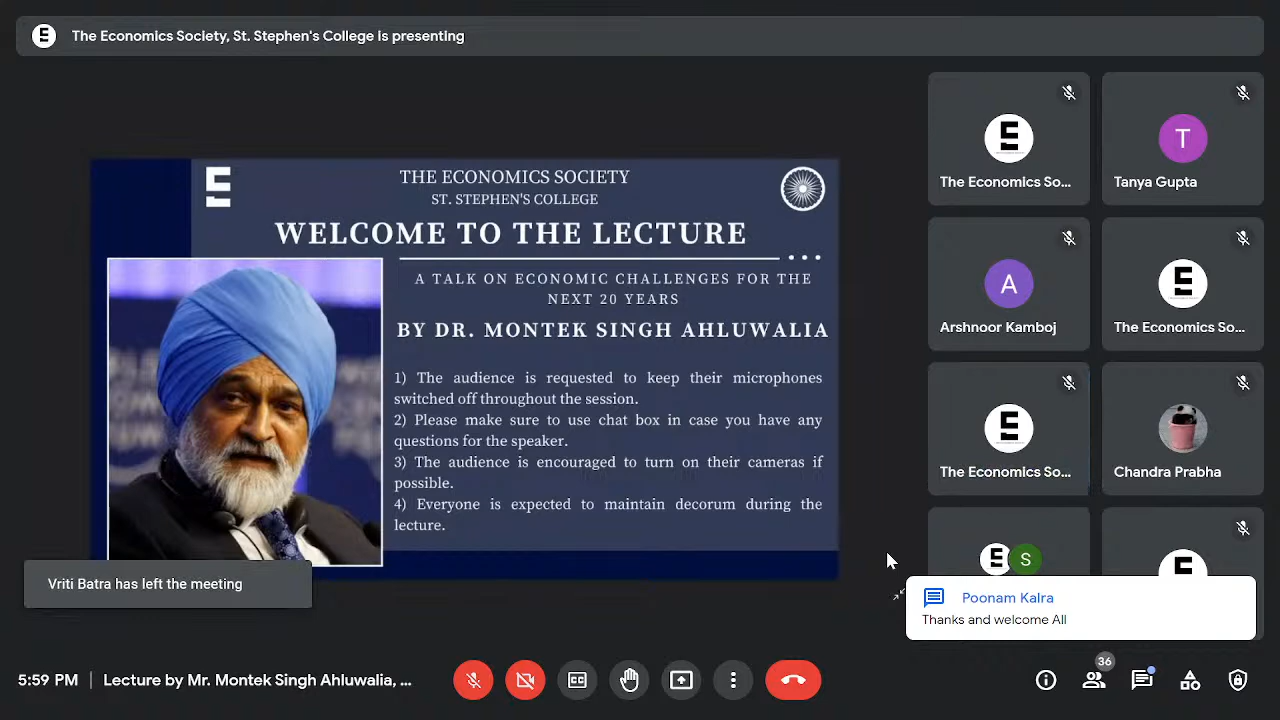 The Economics Society, St. Stephen's College is presenting
THE ECONOMICS SOCIETY
ST. STEPHEN'S COLLEGE
WELCOME TO THE LECTURE
A TALK ON ECONOMIC CHALLENGES FOR THE
NEXT 20 YEARS
BY DR. MONTEK SINGH AHLUWALIA
1) The audience is requested to keep their microphones
switched off throughout the session.
2) Please make sure to use chat box in case you have any
questions for the speaker.
3) The audience is encouraged to turn on their cameras if
possible.
4) Everyone is expected to maintain decorum during the
lecture.
The Economics So...
T
Tanya Gupta
A
Arshnoor Kamboj
The Economics So...
The Economics So...
Chandra Prabha
S
Vriti Batra has left the meeting
Poonam Kalra
Thanks and welcome All
5:59 PM | Lecture by Mr. Montek Singh Ahluwalia, ...
CC
36